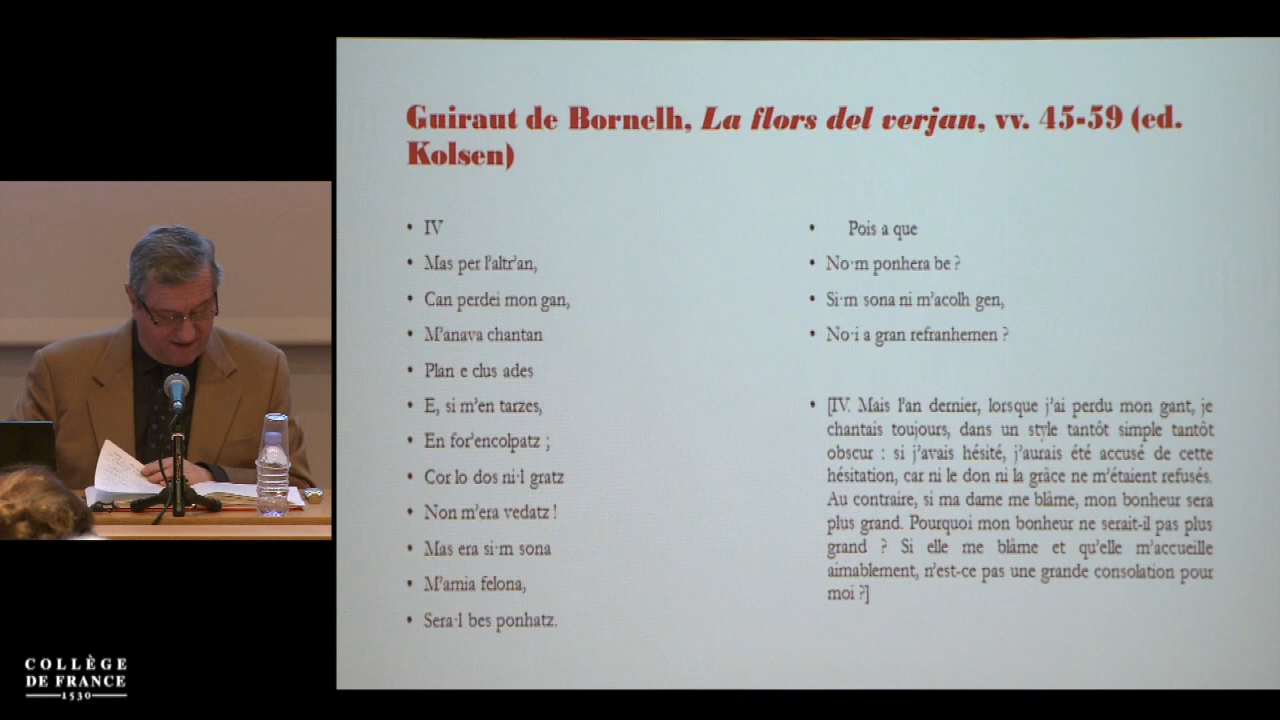 Guiraut de Bornelh, La flors del verjan, vv. 45-59 (ed.
Kolsen)
• IV
• Mas per l'altr'an,
• Can perdei mon gan,
• M'anava chantan
• Plan e clus ades
• E, si m'en tarzes,
• En for'encolpatz ;
• Cor lo dos ni·l gratz
• Non m'era vedatz !
• Mas era si·m sona
• M'amia felona,
• Sera·l bes ponhatz.
• Pois a que
• No·m ponhera be ?
• Si·m sona ni m'acolh gen,
• No·i a gran refranhemen ?
• [IV. Mais l'an dernier, lorsque j'ai perdu mon gant, je
chantais toujours, dans un style tantôt simple tantôt
obscur : si j'avais hésité, j'aurais été accusé de cette
hésitation, car ni le don ni la grâce ne m'étaient refusés.
Au contraire, si ma dame me blâme, mon bonheur sera
plus grand. Pourquoi mon bonheur ne serait-il pas plus
grand ? Si elle me blâme et qu'elle m'accueille
aimablement, n'est-ce pas une grande consolation pour
moi ?]
COLLÈGE
DE FRANCE
1530